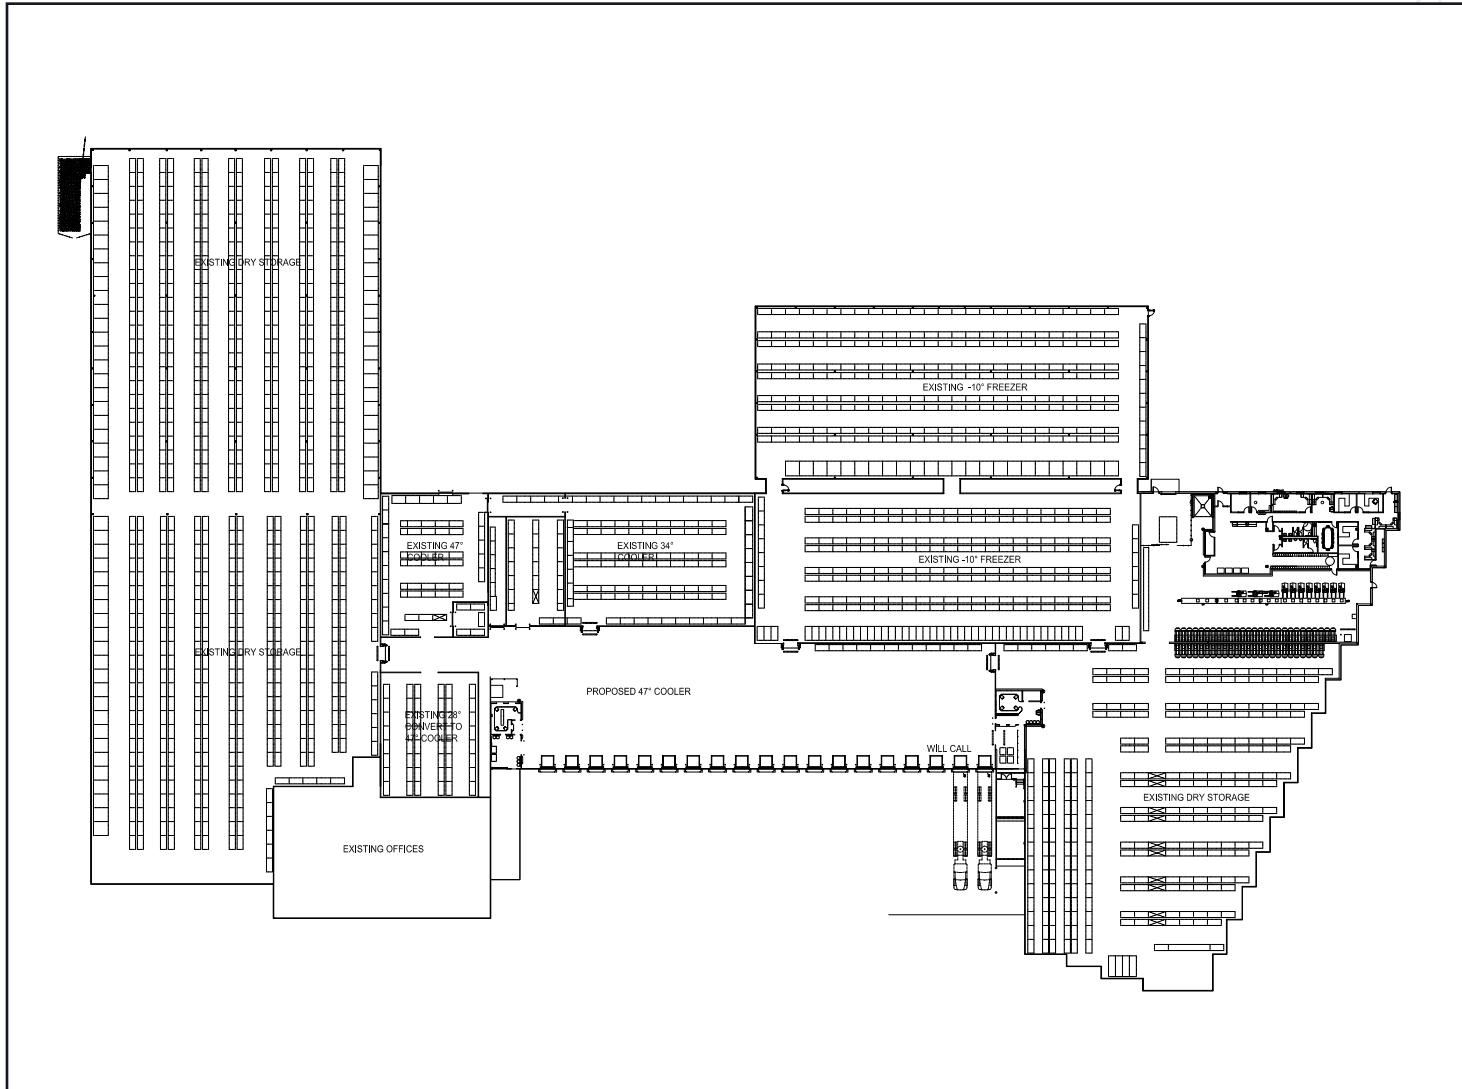 EXISTING DRY STORAGE
EXISTING -10° FREEZER
EXISTING 47°
COOLER
EXISTING 34°
COOLER
EXISTING -10° FREEZER
EXISTING DRY STORAGE
PROPOSED 47° COOLER
EXISTING 28°
CONVERT TO
47° COOLER
WILL CALL
EXISTING DRY STORAGE
EXISTING OFFICES